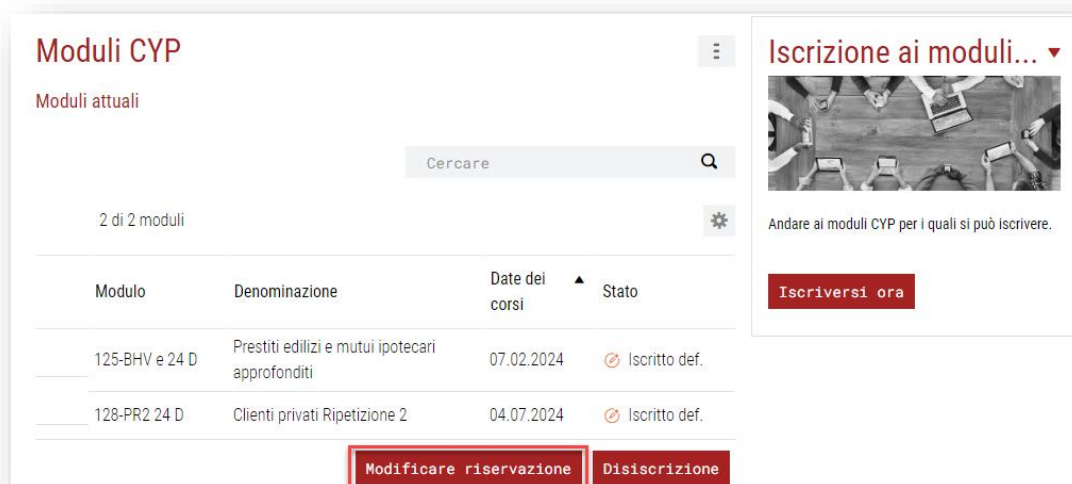 Moduli CYP
Moduli attuali
Cercare
2 di 2 moduli
Modulo Denominazione Date dei corsi Stato
125-BHV e 24 D Prestiti edilizi e mutui ipotecari approfonditi 07.02.2024 Iscritto def.
128-PR2 24 D Clienti privati Ripetizione 2 04.07.2024 Iscritto def.
Modificare riservazione Disiscrizione
Iscrizione ai moduli...
Andare ai moduli CYP per i quali si può iscrivere.
Iscriversi ora